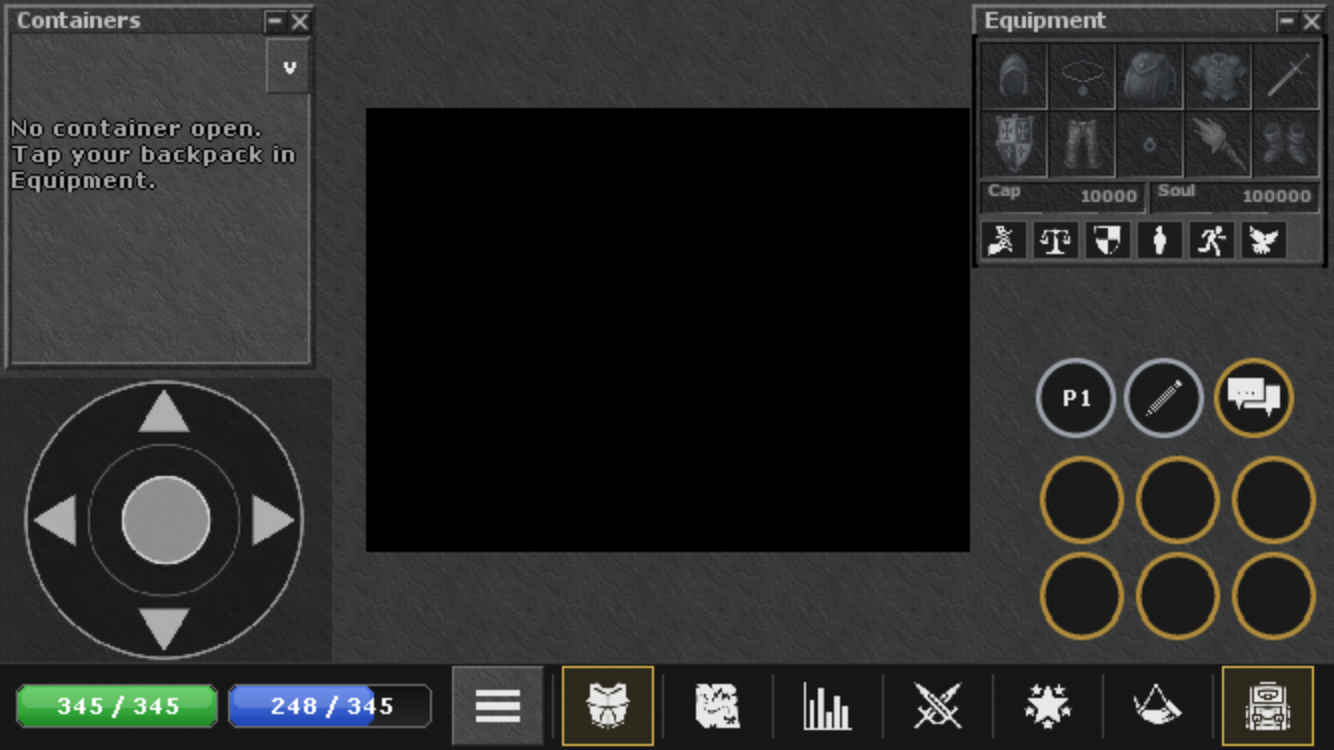 Containers
v
No container open.
Tap your backpack in
Equipment.
Equipment
Cap 10000 Soul 100000
P1
345 / 345
248 / 345